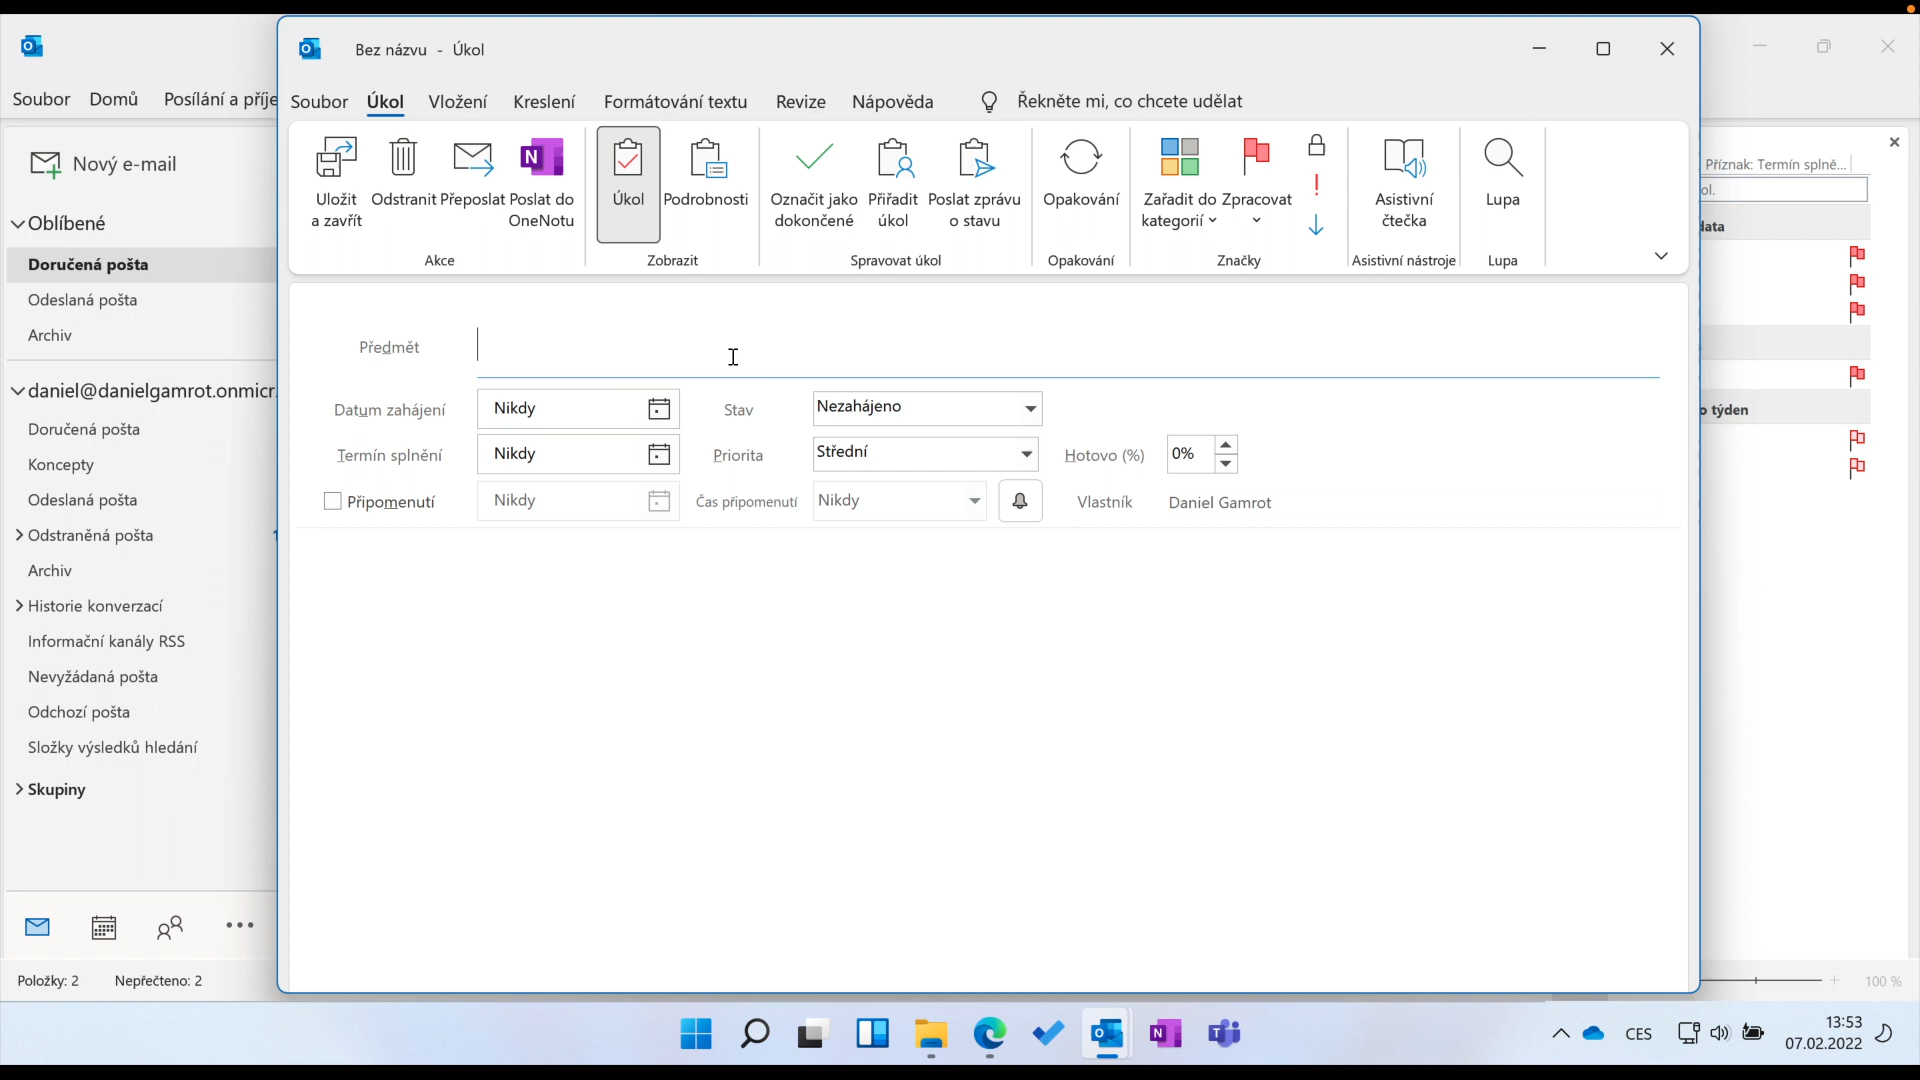 Bez názvu - Úkol
Soubor Domů Posílání a příje
Soubor Úkol Vložení Kreslení Formátování textu Revize Nápověda Řekněte mi, co chcete udělat
Uložit a zavřít
Odstranit
Přeposlat
Poslat do OneNotu
Akce
Úkol
Podrobnosti
Zobrazit
Označit jako dokončené
Přiřadit úkol
Poslat zprávu o stavu
Spravovat úkol
Opakování
Opakování
Zařadit do kategorií
Zpracovat
Značky
Asistivní čtečka
Asistivní nástroje
Lupa
Lupa
Předmět
Datum zahájení Nikdy Stav Nezahájeno
Termín splnění Nikdy Priorita Střední Hotovo (%) 0%
Připomenutí Nikdy Čas připomenutí Nikdy Vlastník Daniel Gamrot
Nový e-mail
Oblíbené
Doručená pošta
Odeslaná pošta
Archiv
daniel@danielgamrot.onmicr
Doručená pošta
Koncepty
Odeslaná pošta
Odstraněná pošta
Archiv
Historie konverzací
Informační kanály RSS
Nevyžádaná pošta
Odchozí pošta
Složky výsledků hledání
Skupiny
Příznak: Termín splně...
ol.
data
o týden
Položky: 2 Nepřečteno: 2
100 %
CES
13:53
07.02.2022